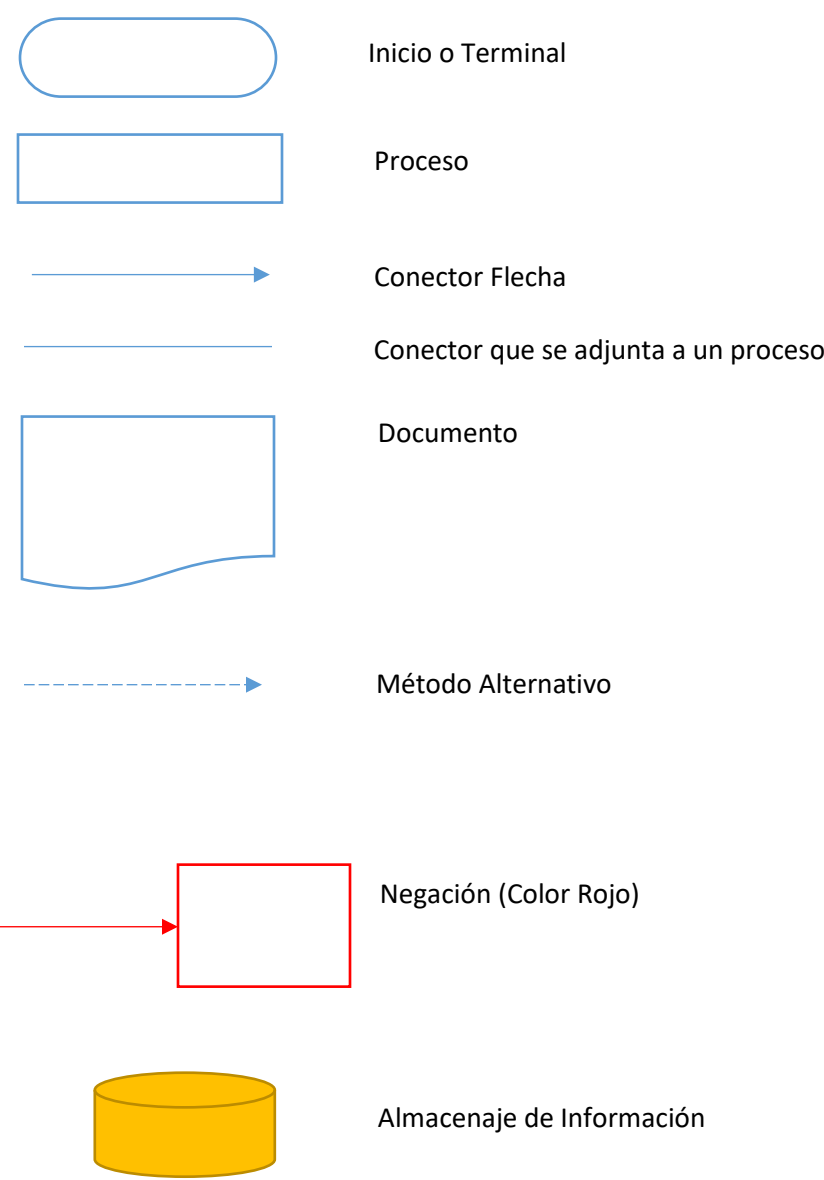 Inicio o Terminal
Proceso
Conector Flecha
Conector que se adjunta a un proceso
Documento
Método Alternativo
Negación (Color Rojo)
Almacenaje de Información